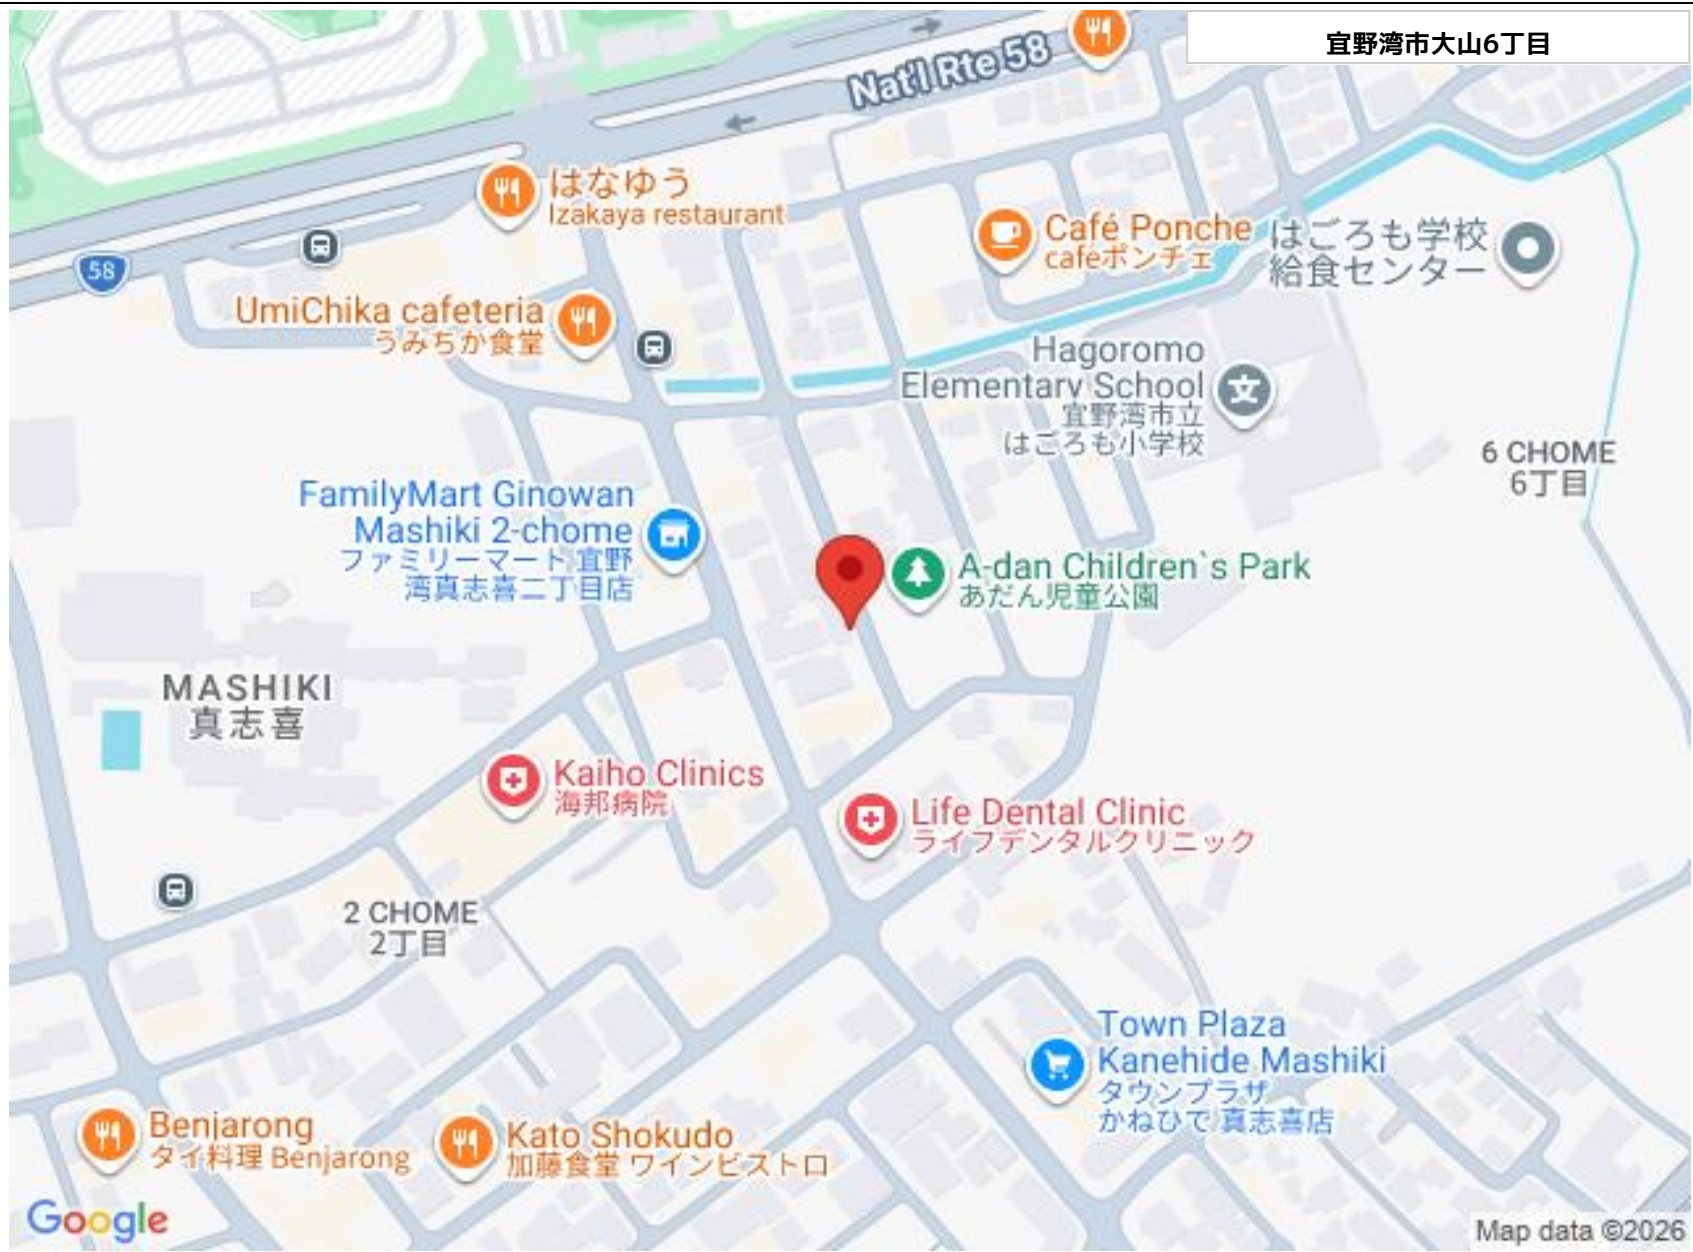 宜野湾市大山6丁目
Nat'l Rte 58
はなゆう
Izakaya restaurant
58
Café Ponche
cafeポンチェ
はごろも学校
給食センター
UmiChika cafeteria
うみちか食堂
Hagoromo
Elementary School
文
宜野湾市立
はごろも小学校
6 CHOME
6丁目
FamilyMart Ginowan
Mashiki 2-chome
ファミリーマート 宜野
湾真志喜二丁目店
A-dan Children`s Park
あだん児童公園
MASHIKI
真志喜
Kaiho Clinics
海邦病院
Life Dental Clinic
ライフデンタルクリニック
2 CHOME
2丁目
Town Plaza
Kanehide Mashiki
タウンプラザ
かねひで 真志喜店
Benjarong
タイ料理 Benjarong
Kato Shokudo
加藤食堂 ワインビストロ
Google
Map data ©2026